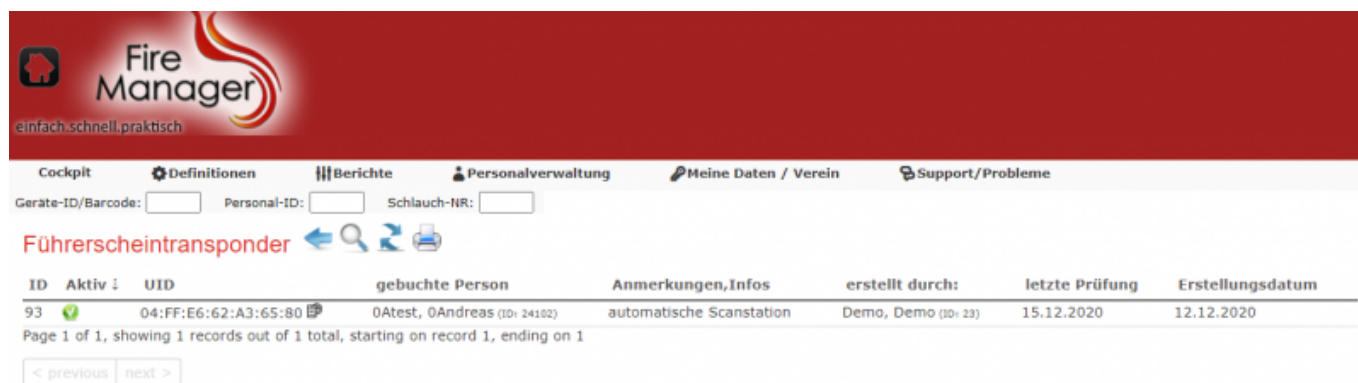 Fire
Manager
einfach.schnell.praktisch
Cockpit Definitionen Berichte Personalverwaltung Meine Daten / Verein Support/Probleme
Geräte-ID/Barcode: Personal-ID: Schlauch-NR:
Führerscheintransponder
ID Aktiv ↓ UID gebuchte Person Anmerkungen,Infos erstellt durch: letzte Prüfung Erstellungsdatum
93 04:FF:E6:62:A3:65:80 0Atest, 0Andreas (ID: 24102) automatische Scanstation Demo, Demo (ID: 23) 15.12.2020 12.12.2020
Page 1 of 1, showing 1 records out of 1 total, starting on record 1, ending on 1
< previous next >